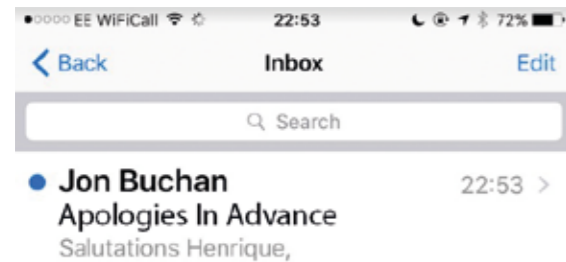 EE WiFiCall 22:53 72%
Back Inbox Edit
Search
Jon Buchan 22:53
Apologies In Advance
Salutations Henrique,